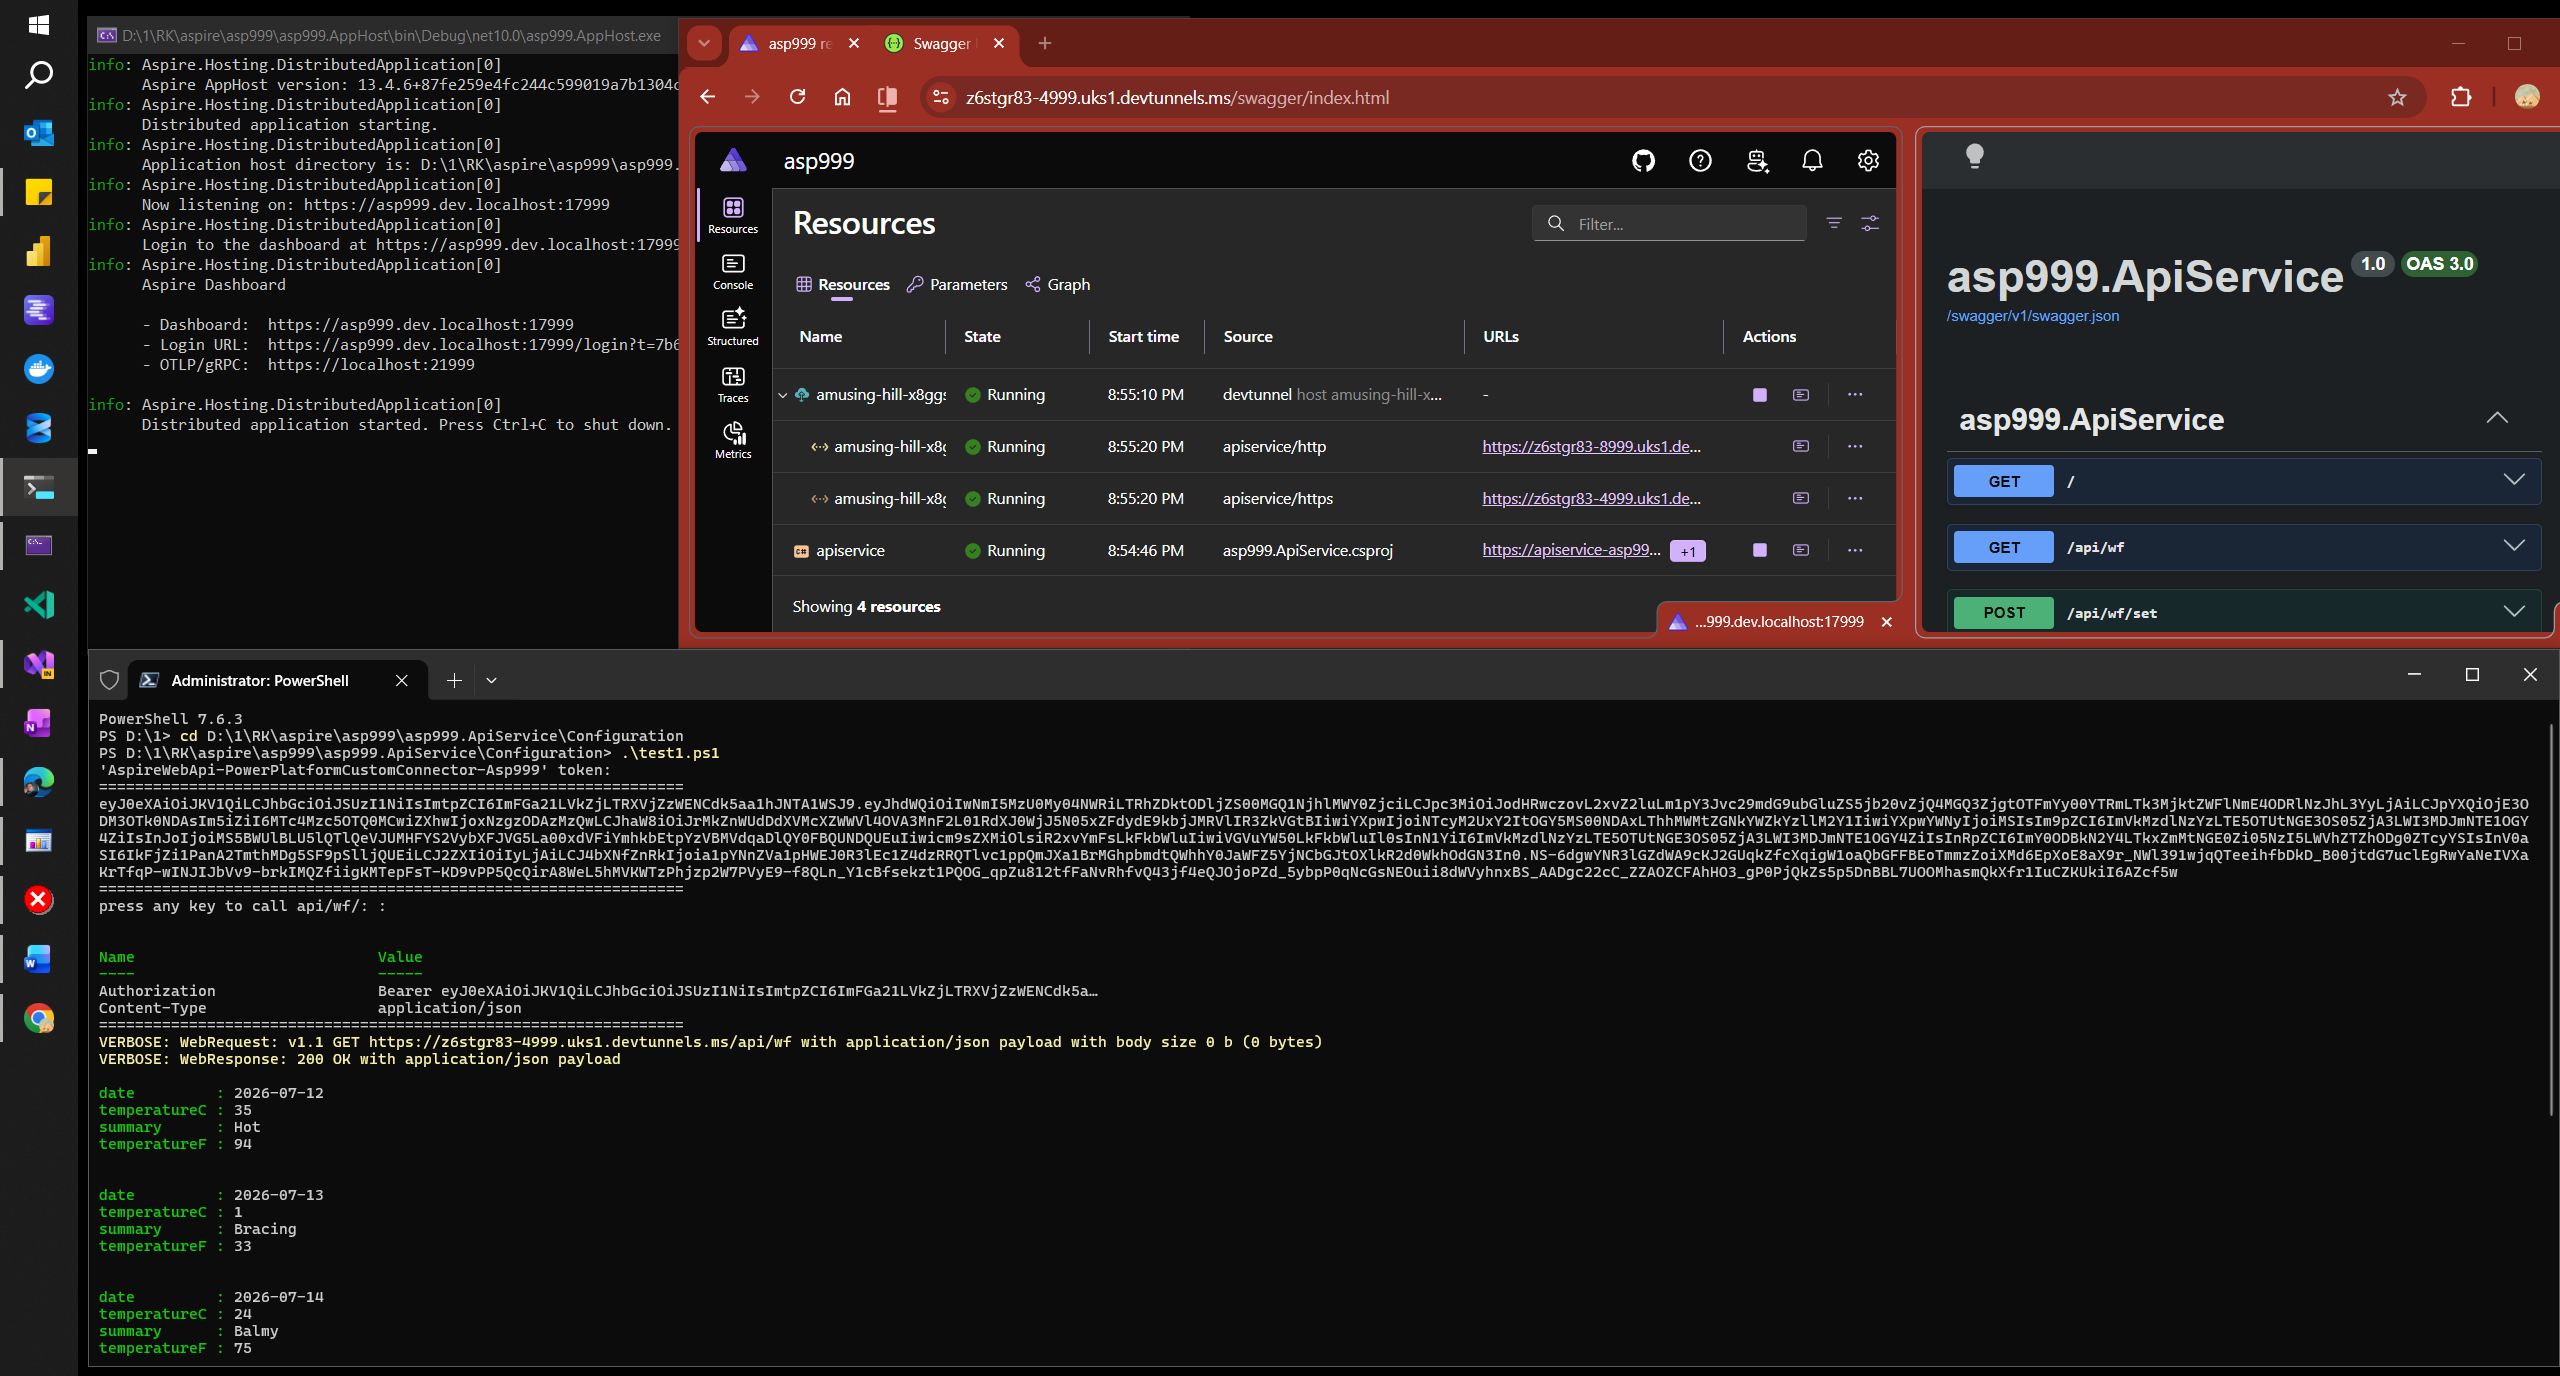 D:\1\RK\aspire\asp999\asp999.AppHost\bin\Debug\net10.0\asp999.AppHost.exe
info: Aspire.Hosting.DistributedApplication[0]
Aspire AppHost version: 13.4.6+87fe259e4fc244c599019a7b1304c
info: Aspire.Hosting.DistributedApplication[0]
Distributed application starting.
info: Aspire.Hosting.DistributedApplication[0]
Application host directory is: D:\1\RK\aspire\asp999\asp999.
info: Aspire.Hosting.DistributedApplication[0]
Now listening on: https://asp999.dev.localhost:17999
info: Aspire.Hosting.DistributedApplication[0]
Login to the dashboard at https://asp999.dev.localhost:17999
info: Aspire.Hosting.DistributedApplication[0]
Aspire Dashboard
- Dashboard: https://asp999.dev.localhost:17999
- Login URL: https://asp999.dev.localhost:17999/login?t=7b6
- OTLP/gRPC: https://localhost:21999
info: Aspire.Hosting.DistributedApplication[0]
Distributed application started. Press Ctrl+C to shut down.
asp999 re
Swagger
z6stgr83-4999.uks1.devtunnels.ms/swagger/index.html
asp999
Resources
Console
Structured
Traces
Metrics
Resources
Filter...
Resources Parameters Graph
Name State Start time Source URLs Actions
amusing-hill-x8ggs Running 8:55:10 PM devtunnel host amusing-hill-x... -
amusing-hill-x8g Running 8:55:20 PM apiservice/http https://z6stgr83-8999.uks1.de...
amusing-hill-x8g Running 8:55:20 PM apiservice/https https://z6stgr83-4999.uks1.de...
apiservice Running 8:54:46 PM asp999.ApiService.csproj https://apiservice-asp99... +1
Showing 4 resources
...999.dev.localhost:17999
asp999.ApiService 1.0 OAS 3.0
/swagger/v1/swagger.json
asp999.ApiService
GET /
GET /api/wf
POST /api/wf/set
Administrator: PowerShell
PowerShell 7.6.3
PS D:\1> cd D:\1\RK\aspire\asp999\asp999.ApiService\Configuration
PS D:\1\RK\aspire\asp999\asp999.ApiService\Configuration> .\test1.ps1
'AspireWebApi-PowerPlatformCustomConnector-Asp999' token:
=================================================================
=================================================================
press any key to call api/wf/: :
Name Value
---- -----
Authorization Bearer eyJ0eXAiOiJKV1QiLCJhbGciOiJSUzI1NiIsImtpZCI6ImFGa21LVkZjLTRXVjZzWENCdk5a…
Content-Type application/json
=================================================================
VERBOSE: WebRequest: v1.1 GET https://z6stgr83-4999.uks1.devtunnels.ms/api/wf with application/json payload with body size 0 b (0 bytes)
VERBOSE: WebResponse: 200 OK with application/json payload
date : 2026-07-12
temperatureC : 35
summary : Hot
temperatureF : 94
date : 2026-07-13
temperatureC : 1
summary : Bracing
temperatureF : 33
date : 2026-07-14
temperatureC : 24
summary : Balmy
temperatureF : 75